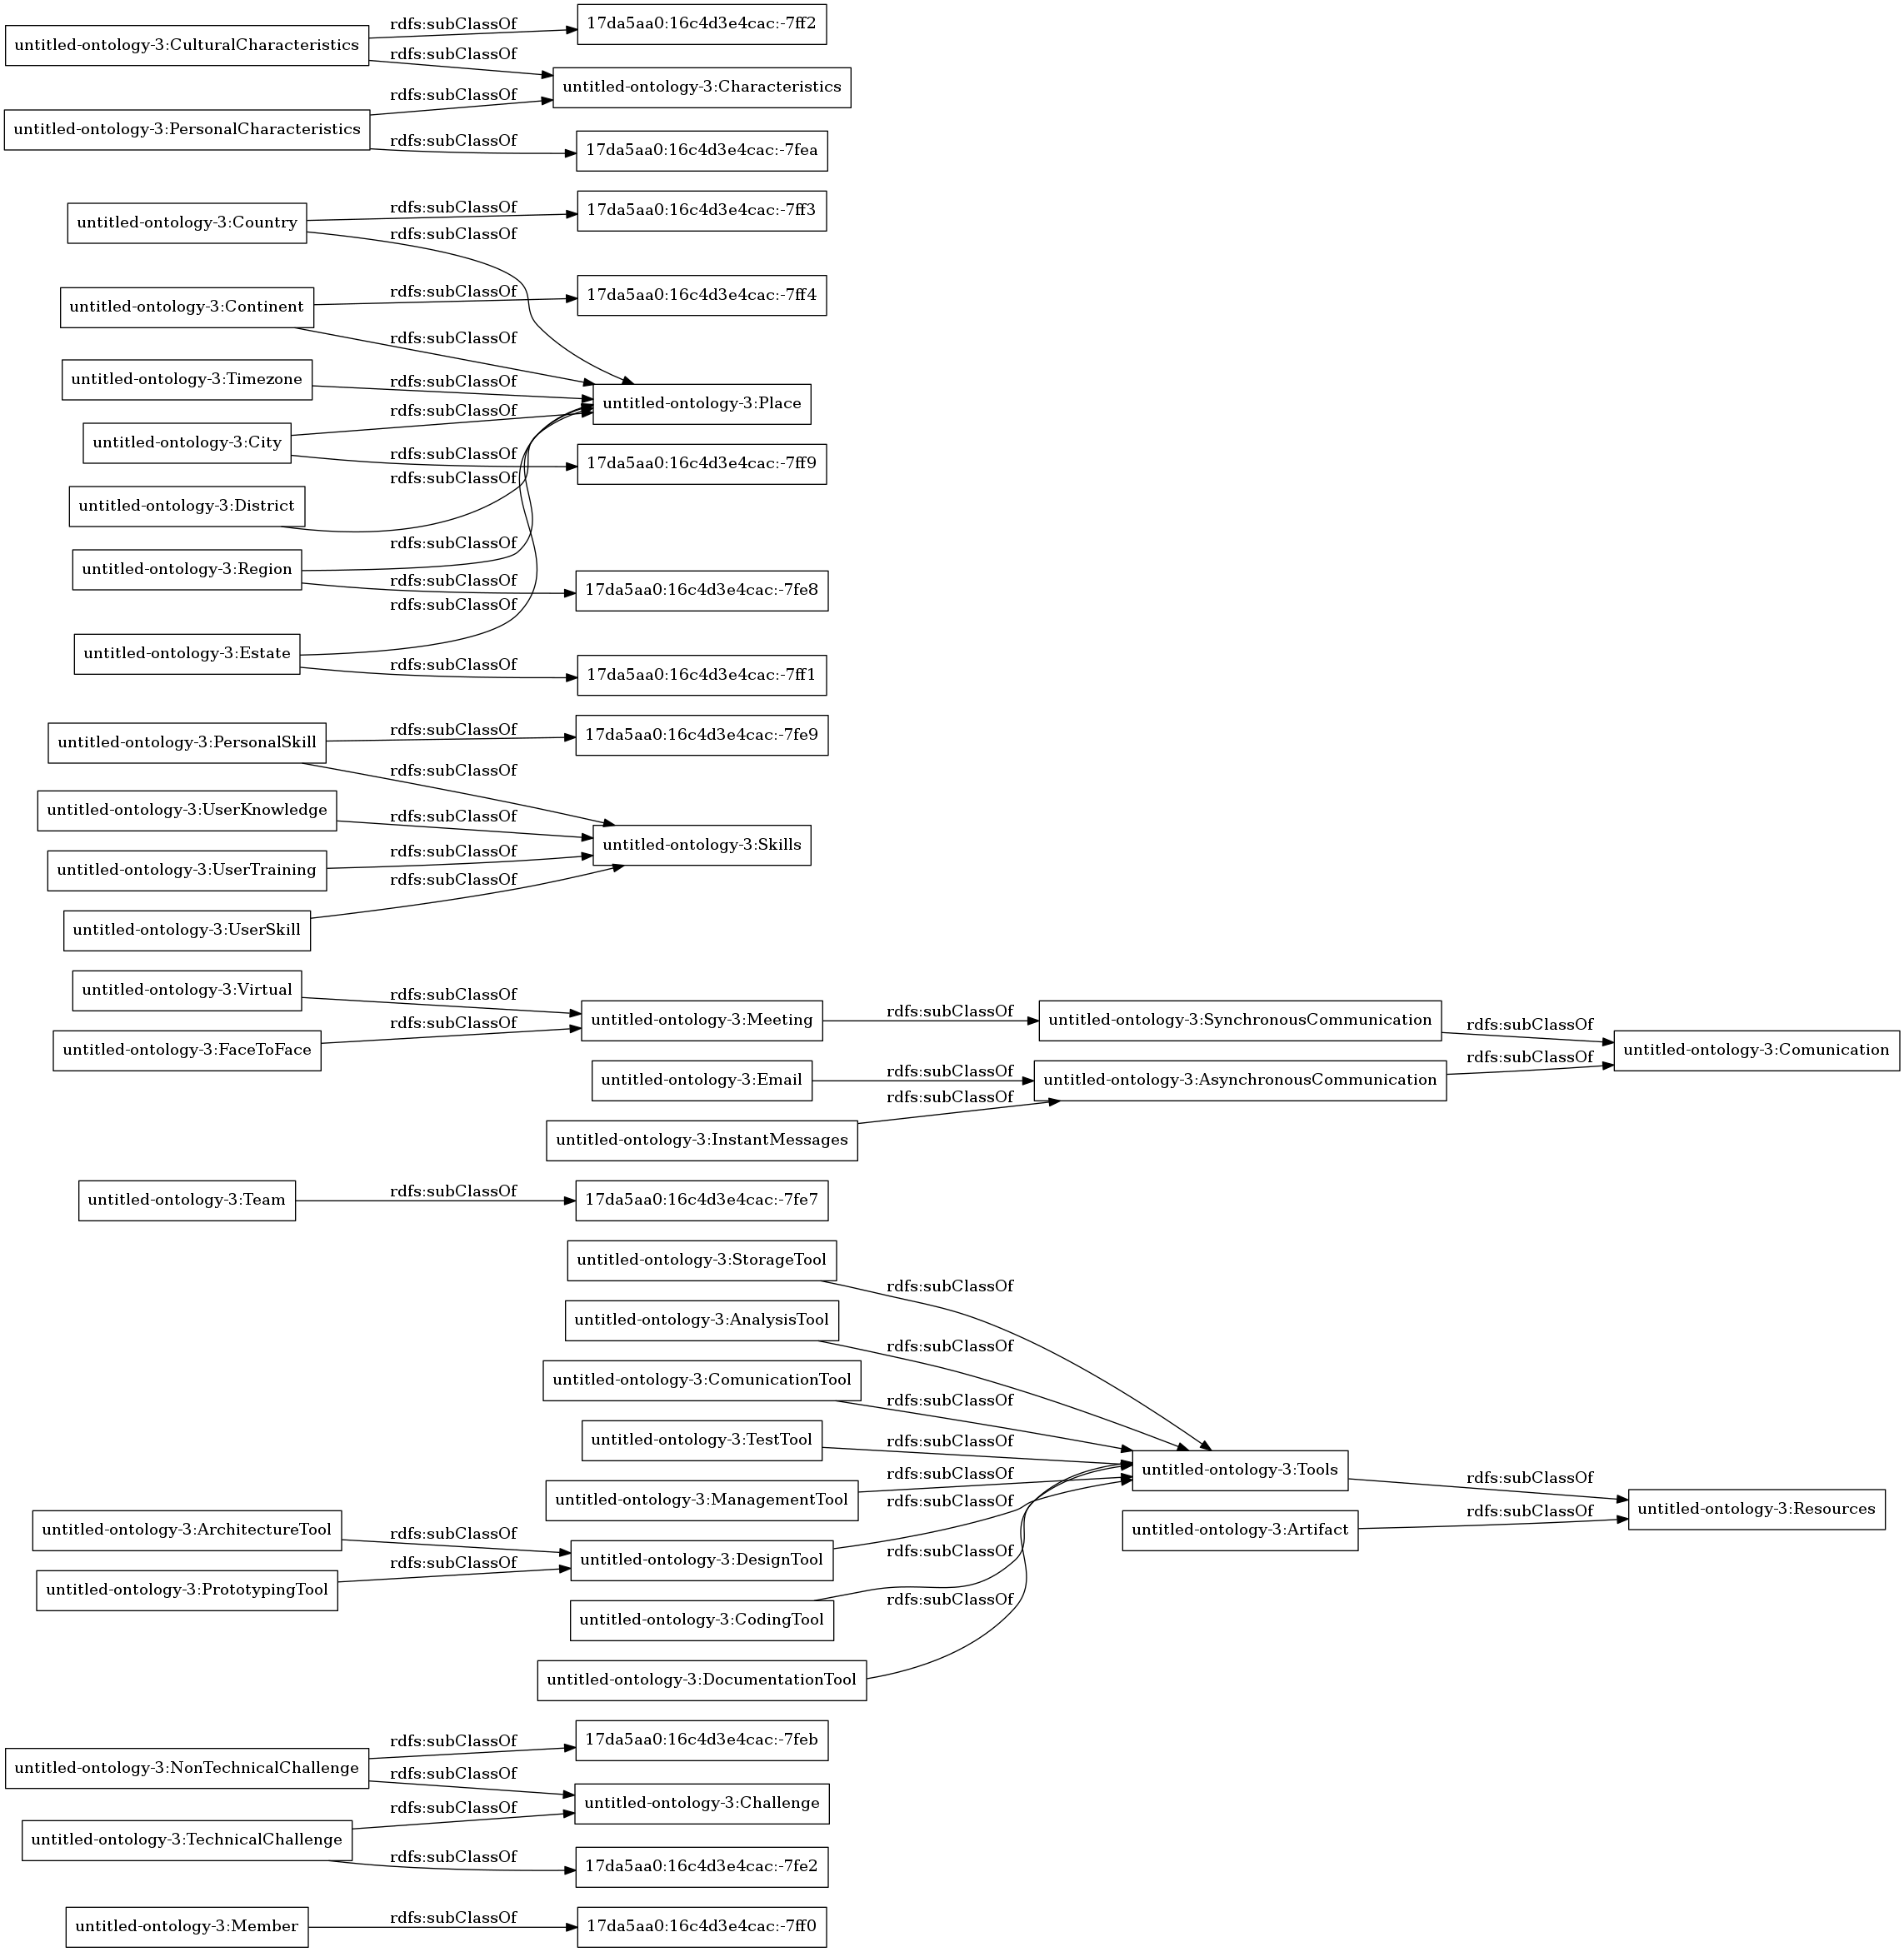 rdfs:subClassOf
17da5aa0:16c4d3e4cac:-7ff2
untitled-ontology-3:CulturalCharacteristics
rdfs:subClassOf
untitled-ontology-3:Characteristics
rdfs:subClassOf
untitled-ontology-3:PersonalCharacteristics
rdfs:subClassOf
17da5aa0:16c4d3e4cac:-7fea
rdfs:subClassOf
17da5aa0:16c4d3e4cac:-7ff3
untitled-ontology-3:Country
rdfs:subClassOf
rdfs:subClassOf
17da5aa0:16c4d3e4cac:-7ff4
untitled-ontology-3:Continent
rdfs:subClassOf
untitled-ontology-3:Timezone
rdfs:subClassOf
untitled-ontology-3:Place
rdfs:subClassOf
untitled-ontology-3:City
rdfs:subClassOf
17da5aa0:16c4d3e4cac:-7ff9
rdfs:subClassOf
untitled-ontology-3:District
rdfs:subClassOf
untitled-ontology-3:Region
rdfs:subClassOf
17da5aa0:16c4d3e4cac:-7fe8
rdfs:subClassOf
untitled-ontology-3:Estate
rdfs:subClassOf
17da5aa0:16c4d3e4cac:-7ff1
rdfs:subClassOf
17da5aa0:16c4d3e4cac:-7fe9
untitled-ontology-3:PersonalSkill
rdfs:subClassOf
untitled-ontology-3:UserKnowledge
rdfs:subClassOf
untitled-ontology-3:Skills
rdfs:subClassOf
untitled-ontology-3:UserTraining
rdfs:subClassOf
untitled-ontology-3:UserSkill
untitled-ontology-3:Virtual
rdfs:subClassOf
untitled-ontology-3:Meeting
rdfs:subClassOf
untitled-ontology-3:SynchronousCommunication
rdfs:subClassOf
untitled-ontology-3:FaceToFace
rdfs:subClassOf
untitled-ontology-3:Comunication
rdfs:subClassOf
untitled-ontology-3:Email
rdfs:subClassOf
untitled-ontology-3:AsynchronousCommunication
rdfs:subClassOf
untitled-ontology-3:InstantMessages
untitled-ontology-3:Team
rdfs:subClassOf
17da5aa0:16c4d3e4cac:-7fe7
untitled-ontology-3:StorageTool
rdfs:subClassOf
untitled-ontology-3:AnalysisTool
rdfs:subClassOf
untitled-ontology-3:ComunicationTool
rdfs:subClassOf
untitled-ontology-3:TestTool
rdfs:subClassOf
untitled-ontology-3:Tools
rdfs:subClassOf
untitled-ontology-3:ManagementTool
rdfs:subClassOf
rdfs:subClassOf
untitled-ontology-3:Resources
untitled-ontology-3:Artifact
rdfs:subClassOf
untitled-ontology-3:ArchitectureTool
rdfs:subClassOf
untitled-ontology-3:DesignTool
rdfs:subClassOf
untitled-ontology-3:PrototypingTool
rdfs:subClassOf
untitled-ontology-3:CodingTool
rdfs:subClassOf
untitled-ontology-3:DocumentationTool
rdfs:subClassOf
17da5aa0:16c4d3e4cac:-7feb
untitled-ontology-3:NonTechnicalChallenge
rdfs:subClassOf
untitled-ontology-3:Challenge
rdfs:subClassOf
untitled-ontology-3:TechnicalChallenge
rdfs:subClassOf
17da5aa0:16c4d3e4cac:-7fe2
untitled-ontology-3:Member
rdfs:subClassOf
17da5aa0:16c4d3e4cac:-7ff0